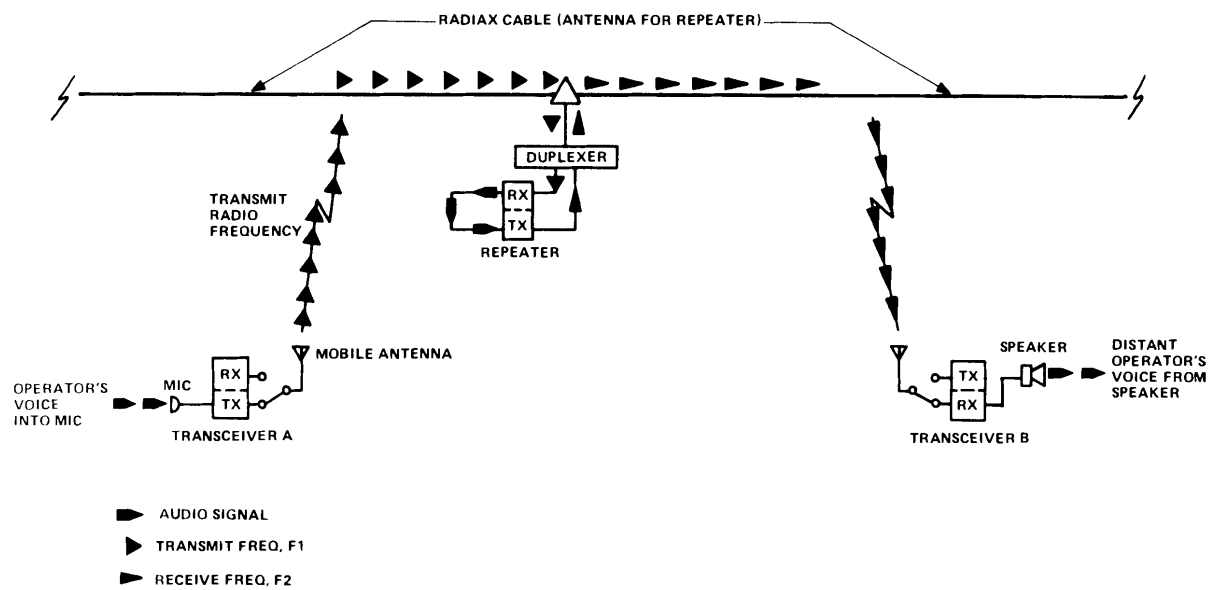 RADIAX CABLE (ANTENNA FOR REPEATER)
DUPLEXER
TRANSMIT
RADIO
FREQUENCY
RX
TX
REPEATER
MOBILE ANTENNA
OPERATOR'S
VOICE
INTO MIC
MIC
RX
TX
TRANSCEIVER A
SPEAKER
DISTANT
OPERATOR'S
VOICE FROM
SPEAKER
TX
RX
TRANSCEIVER B
AUDIO SIGNAL
TRANSMIT FREQ, F1
RECEIVE FREQ, F2